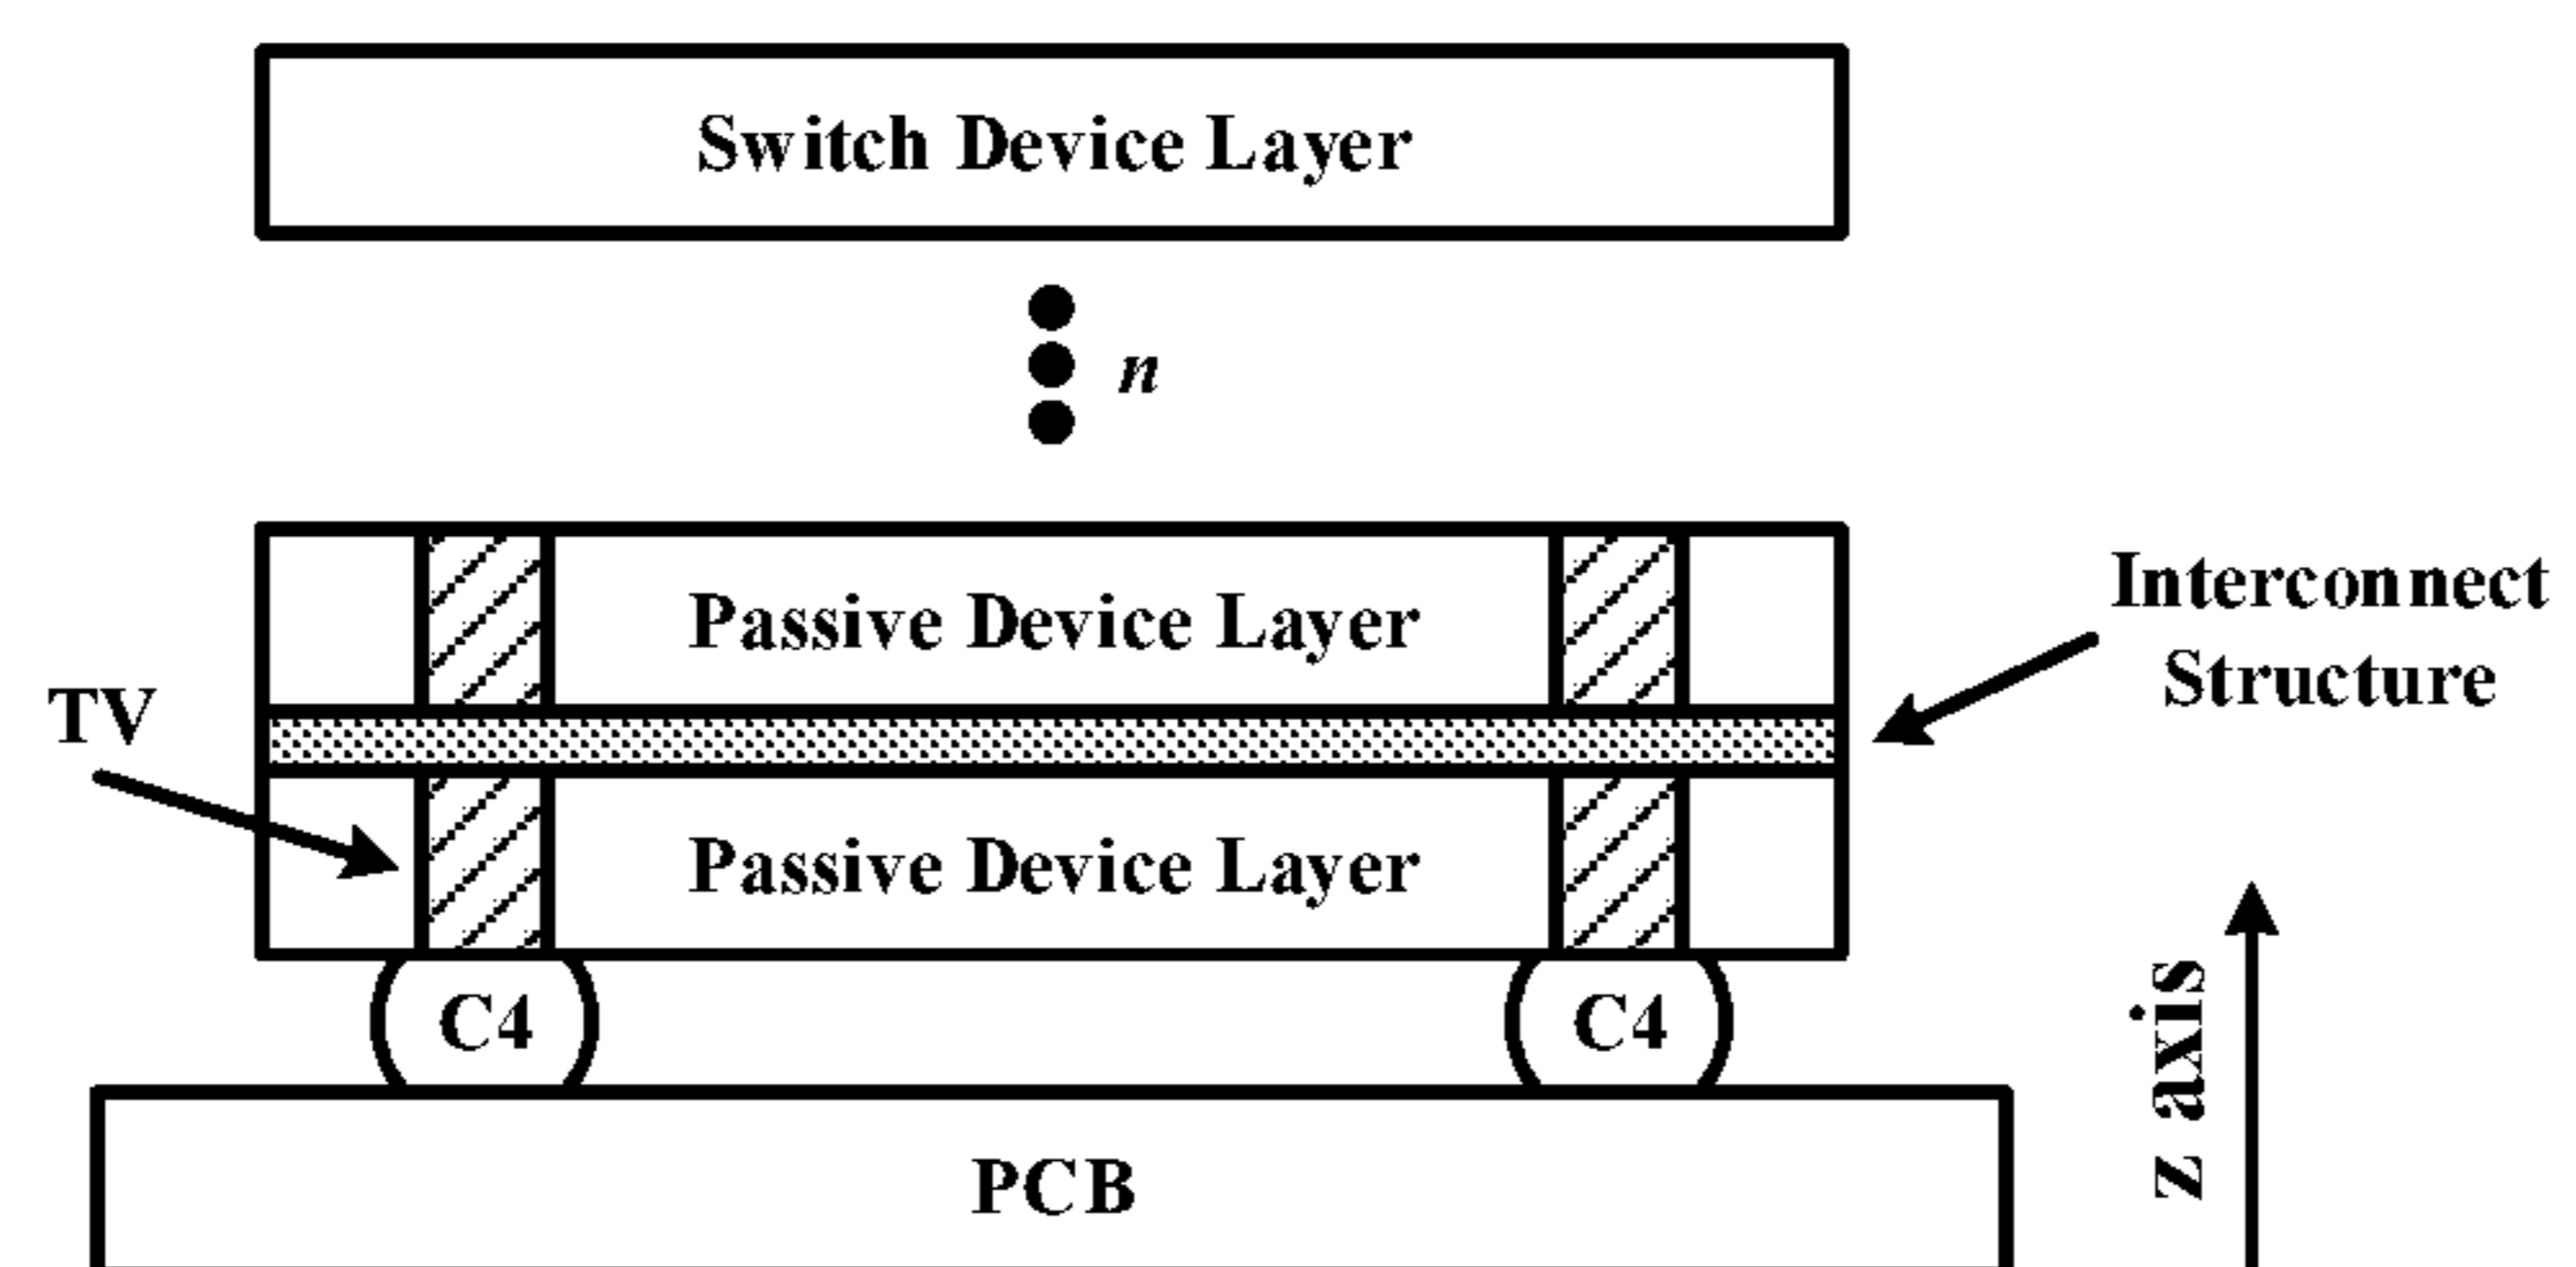 Switch Device Layer
n
Passive Device Layer
Interconnect
Structure
TV
Passive Device Layer
C4
C4
z axis
PCB